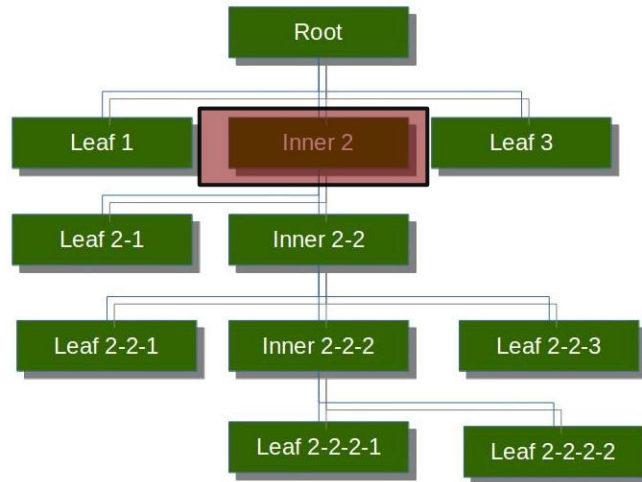 Root
Leaf 1
Inner 2
Leaf 3
Leaf 2-1
Inner 2-2
Leaf 2-2-1
Inner 2-2-2
Leaf 2-2-3
Leaf 2-2-2-1
Leaf 2-2-2-2